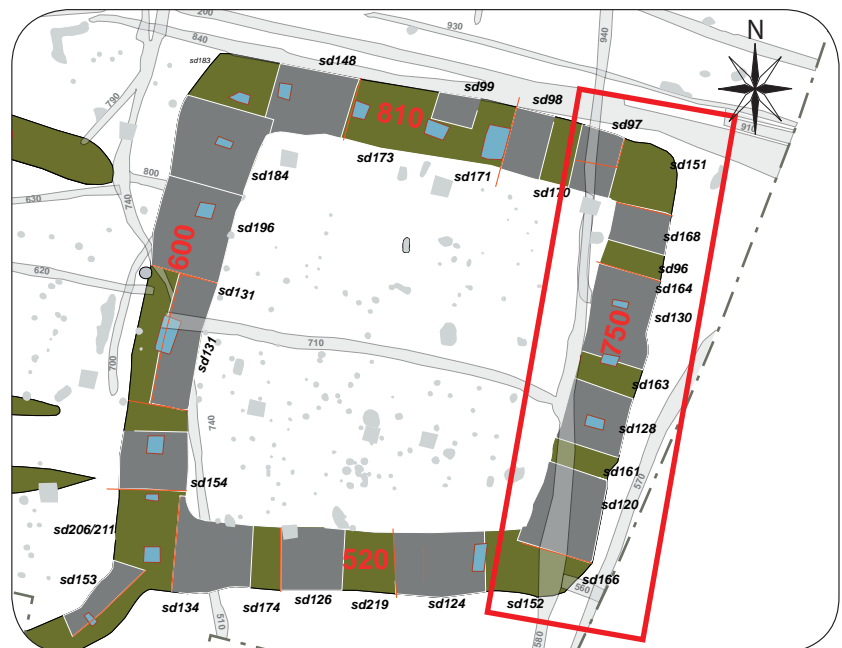 200
930
940
N
840
sd183
sd148
sd99
sd98
790
810
sd97
910
sd173
sd151
800
sd184
sd171
sd170
630
740
sd196
600
sd168
sd96
620
sd131
sd164
sd130
750
710
700
sd131
sd163
740
sd128
sd154
sd161
570
sd120
sd206/211
520
sd153
sd166
560
sd134
sd174
sd126
sd219
sd124
sd152
510
580